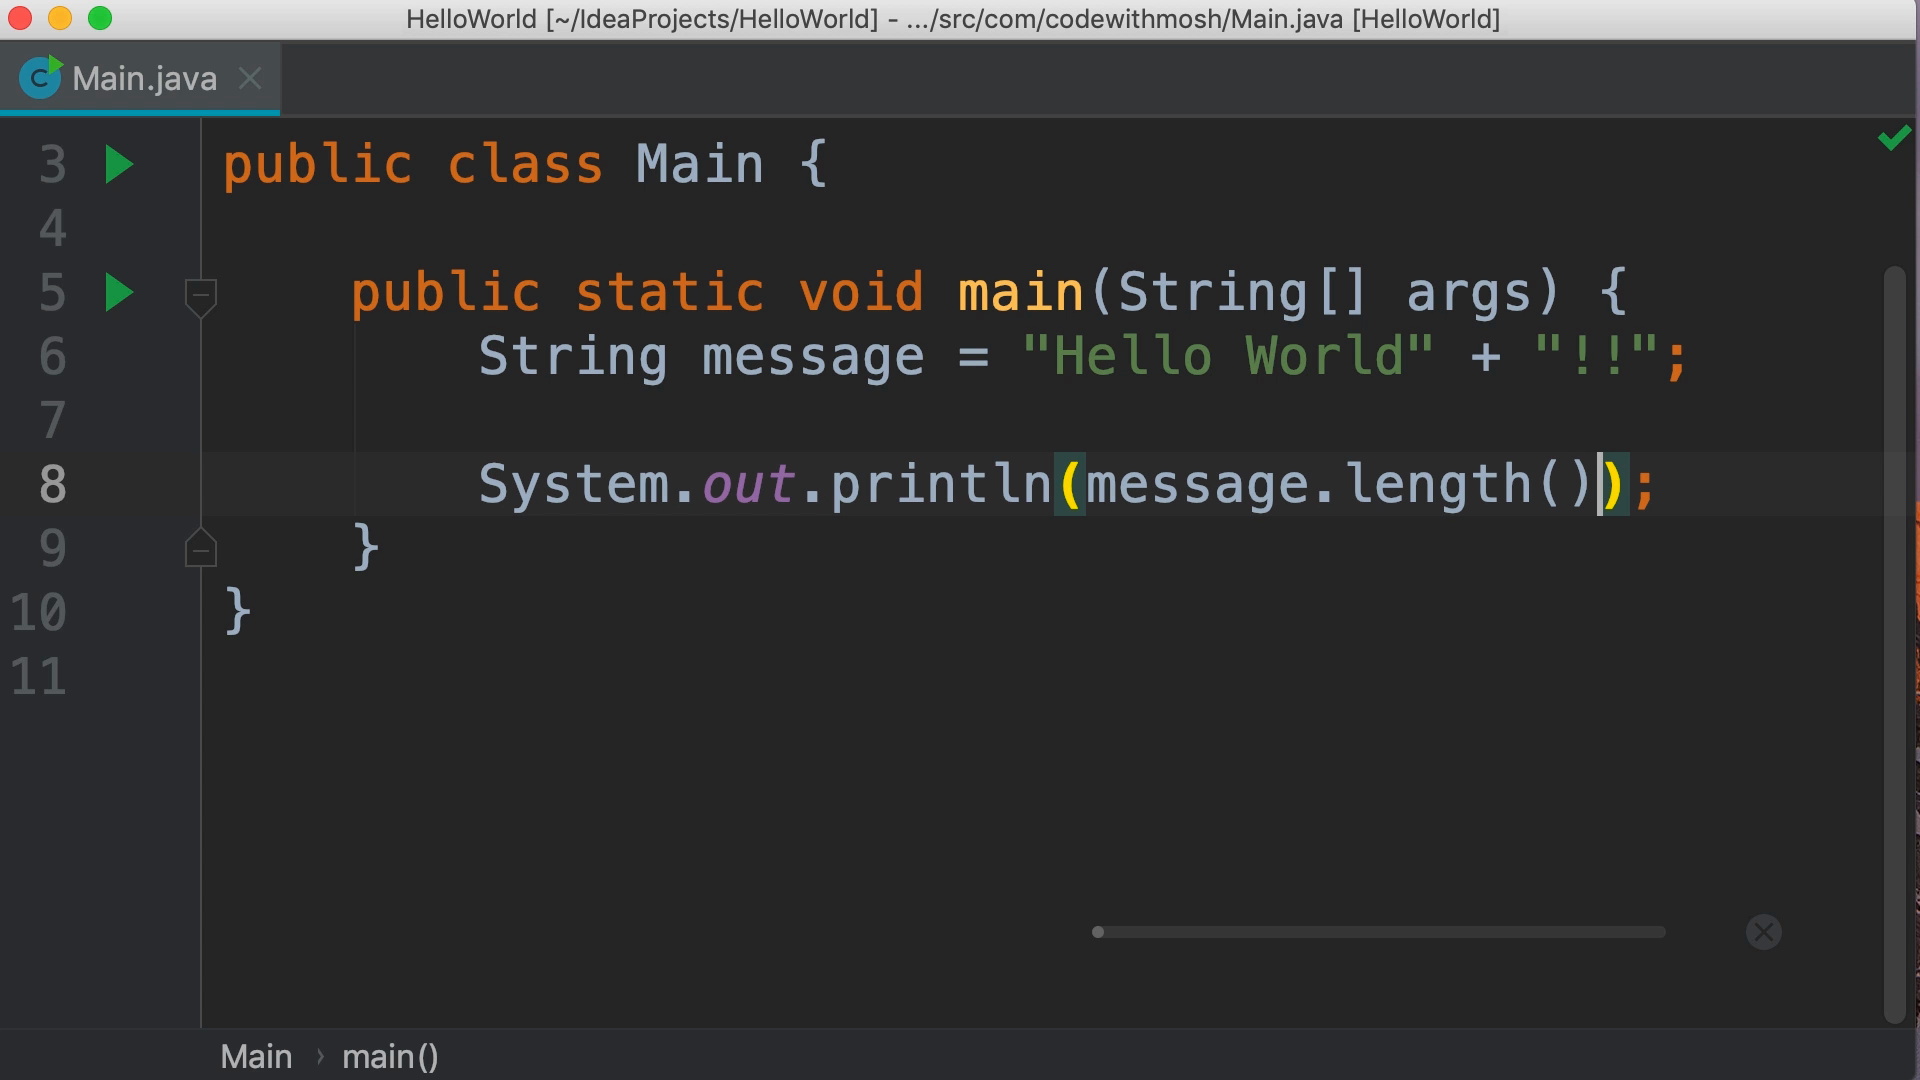 HelloWorld [~/IdeaProjects/HelloWorld] - .../src/com/codewithmosh/Main.java [HelloWorld]
C Main.java
3 public class Main {
4
5 public static void main(String[] args) {
6 String message = "Hello World" + "!!";
7
8 System.out.println(message.length());
9 }
10 }
11
Main › main()